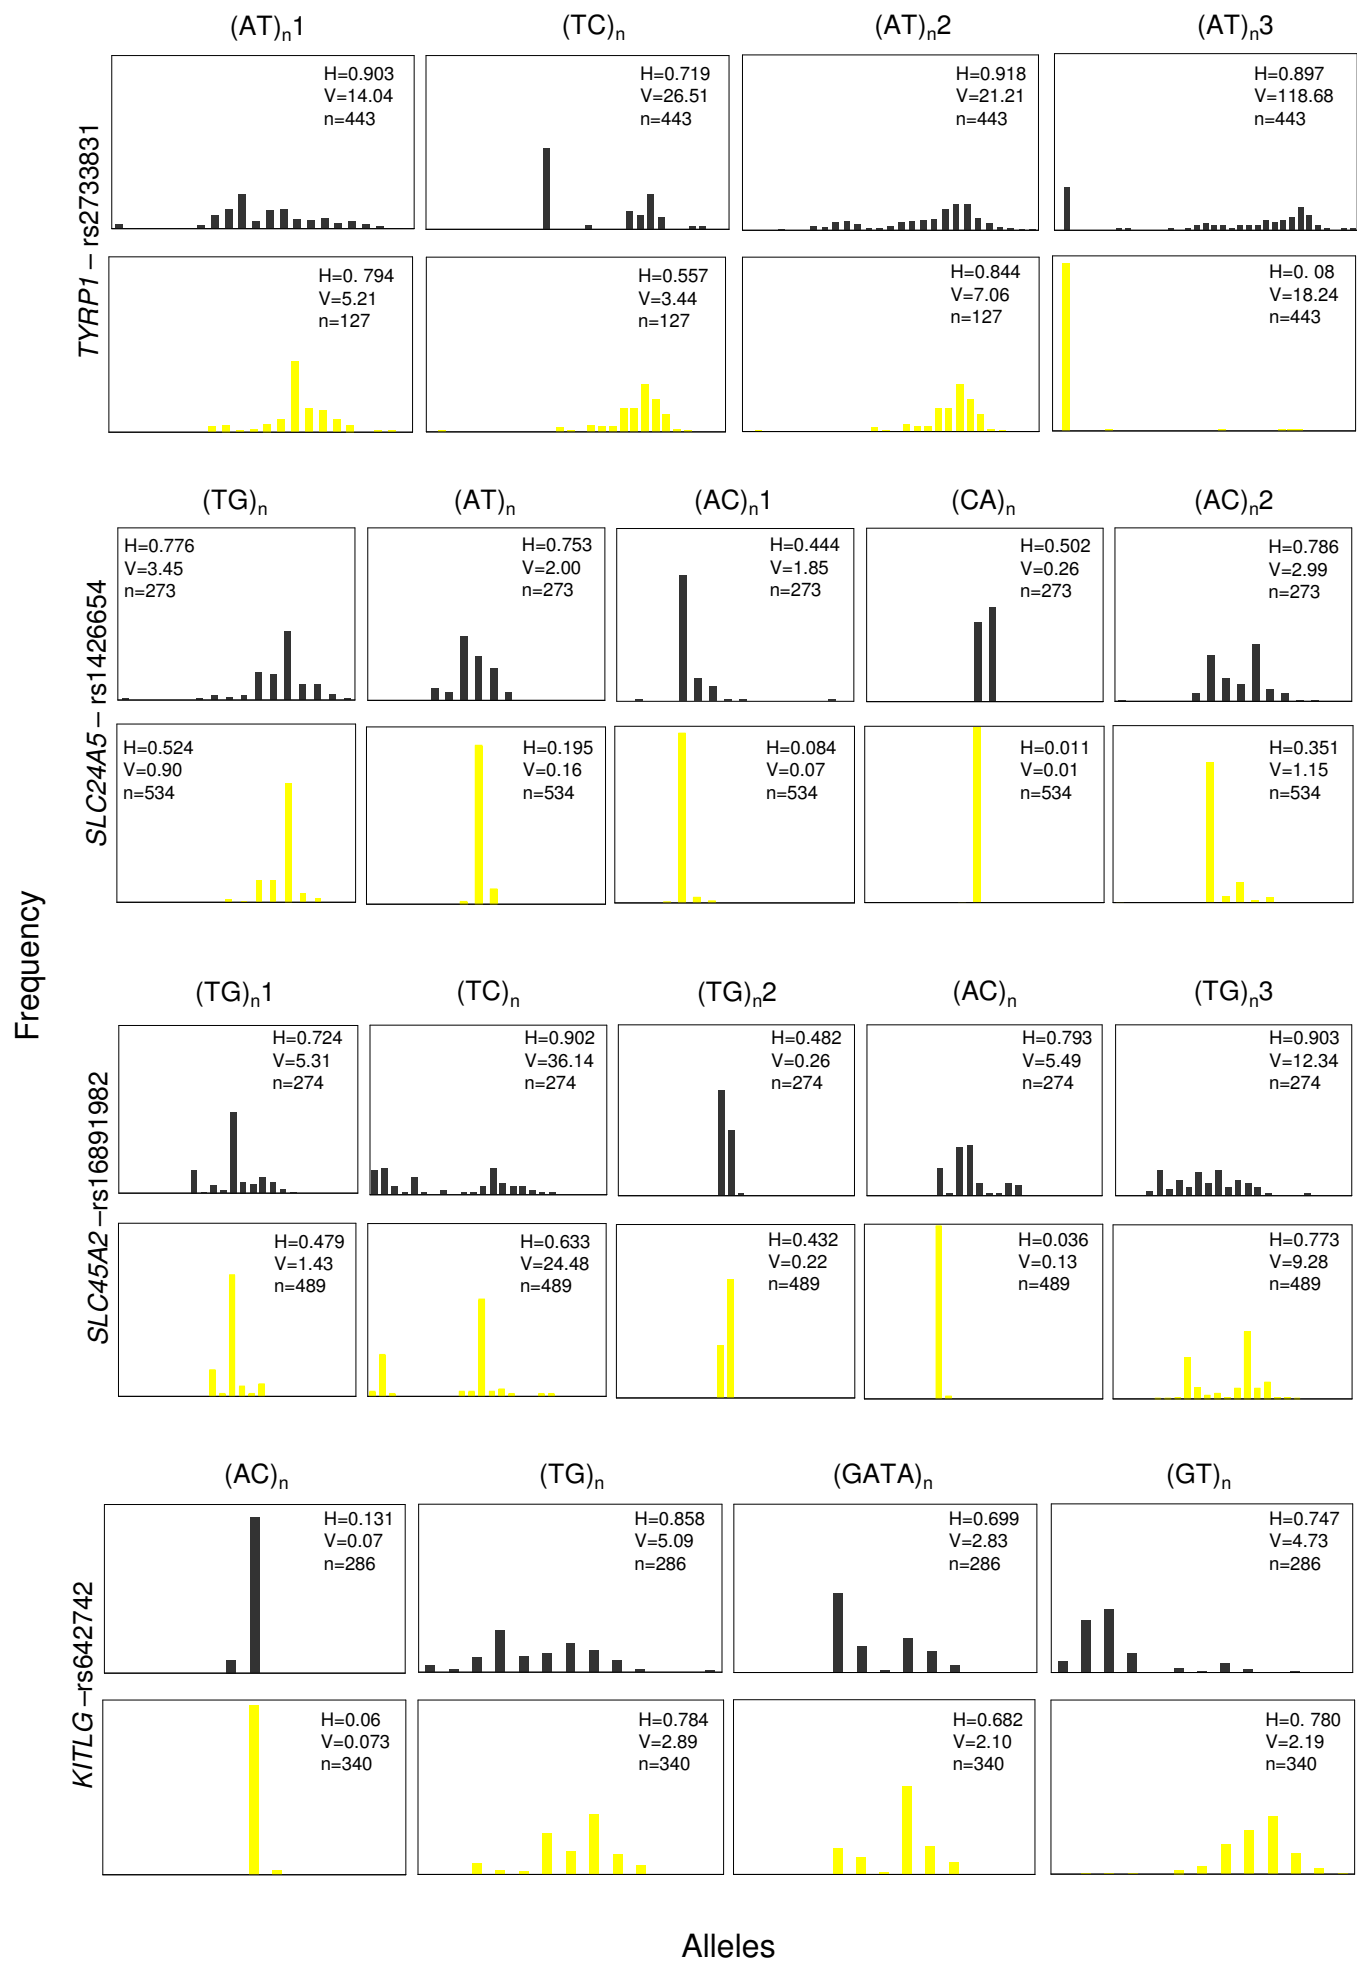 (AT)n1
(TC)n
(AT)n2
(AT)n3
TYRP1 – rs2733831
H=0.903
V=14.04
n=443
H=0.719
V=26.51
n=443
H=0.918
V=21.21
n=443
H=0.897
V=118.68
n=443
H=0. 794
V=5.21
n=127
H=0.557
V=3.44
n=127
H=0.844
V=7.06
n=127
H=0. 08
V=18.24
n=443
(TG)n
(AT)n
(AC)n1
(CA)n
(AC)n2
SLC24A5 – rs1426654
H=0.776
V=3.45
n=273
H=0.753
V=2.00
n=273
H=0.444
V=1.85
n=273
H=0.502
V=0.26
n=273
H=0.786
V=2.99
n=273
H=0.524
V=0.90
n=534
H=0.195
V=0.16
n=534
H=0.084
V=0.07
n=534
H=0.011
V=0.01
n=534
H=0.351
V=1.15
n=534
Frequency
(TG)n1
(TC)n
(TG)n2
(AC)n
(TG)n3
SLC45A2 –rs16891982
H=0.724
V=5.31
n=274
H=0.902
V=36.14
n=274
H=0.482
V=0.26
n=274
H=0.793
V=5.49
n=274
H=0.903
V=12.34
n=274
H=0.479
V=1.43
n=489
H=0.633
V=24.48
n=489
H=0.432
V=0.22
n=489
H=0.036
V=0.13
n=489
H=0.773
V=9.28
n=489
(AC)n
(TG)n
(GATA)n
(GT)n
KITLG –rs642742
H=0.131
V=0.07
n=286
H=0.858
V=5.09
n=286
H=0.699
V=2.83
n=286
H=0.747
V=4.73
n=286
H=0.06
V=0.073
n=340
H=0.784
V=2.89
n=340
H=0.682
V=2.10
n=340
H=0. 780
V=2.19
n=340
Alleles